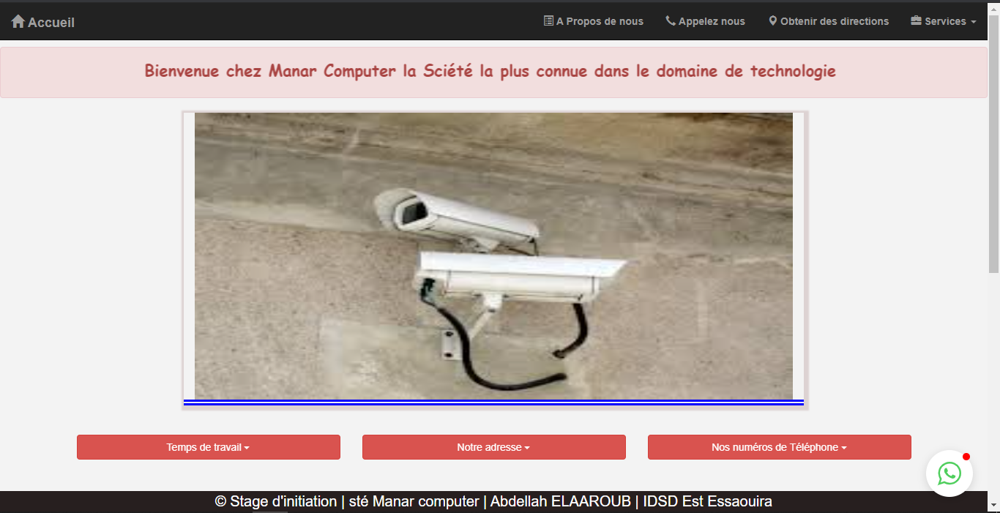 Accueil
A Propos de nous
Appelez nous
Obtenir des directions
Services
Bienvenue chez Manar Computer la Sciété la plus connue dans le domaine de technologie
Temps de travail
Notre adresse
Nos numéros de Téléphone
© Stage d'initiation | sté Manar computer | Abdellah ELAAROUB | IDSD Est Essaouira